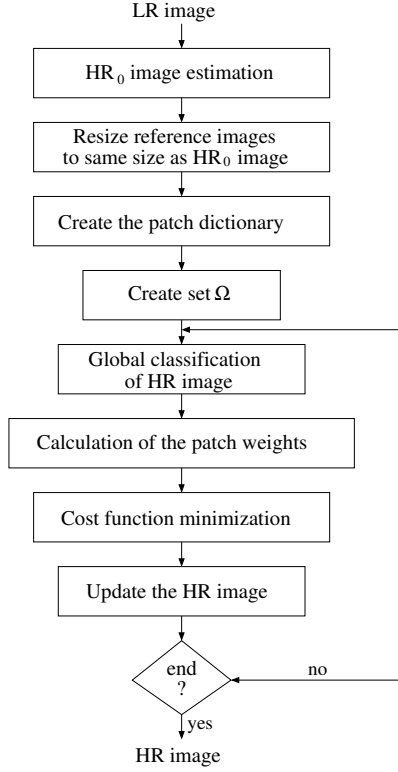 LR image
HR₀ image estimation
Resize reference images
to same size as HR₀ image
Create the patch dictionary
Create set Ω
Global classification
of HR image
Calculation of the patch weights
Cost function minimization
Update the HR image
end
?
no
yes
HR image